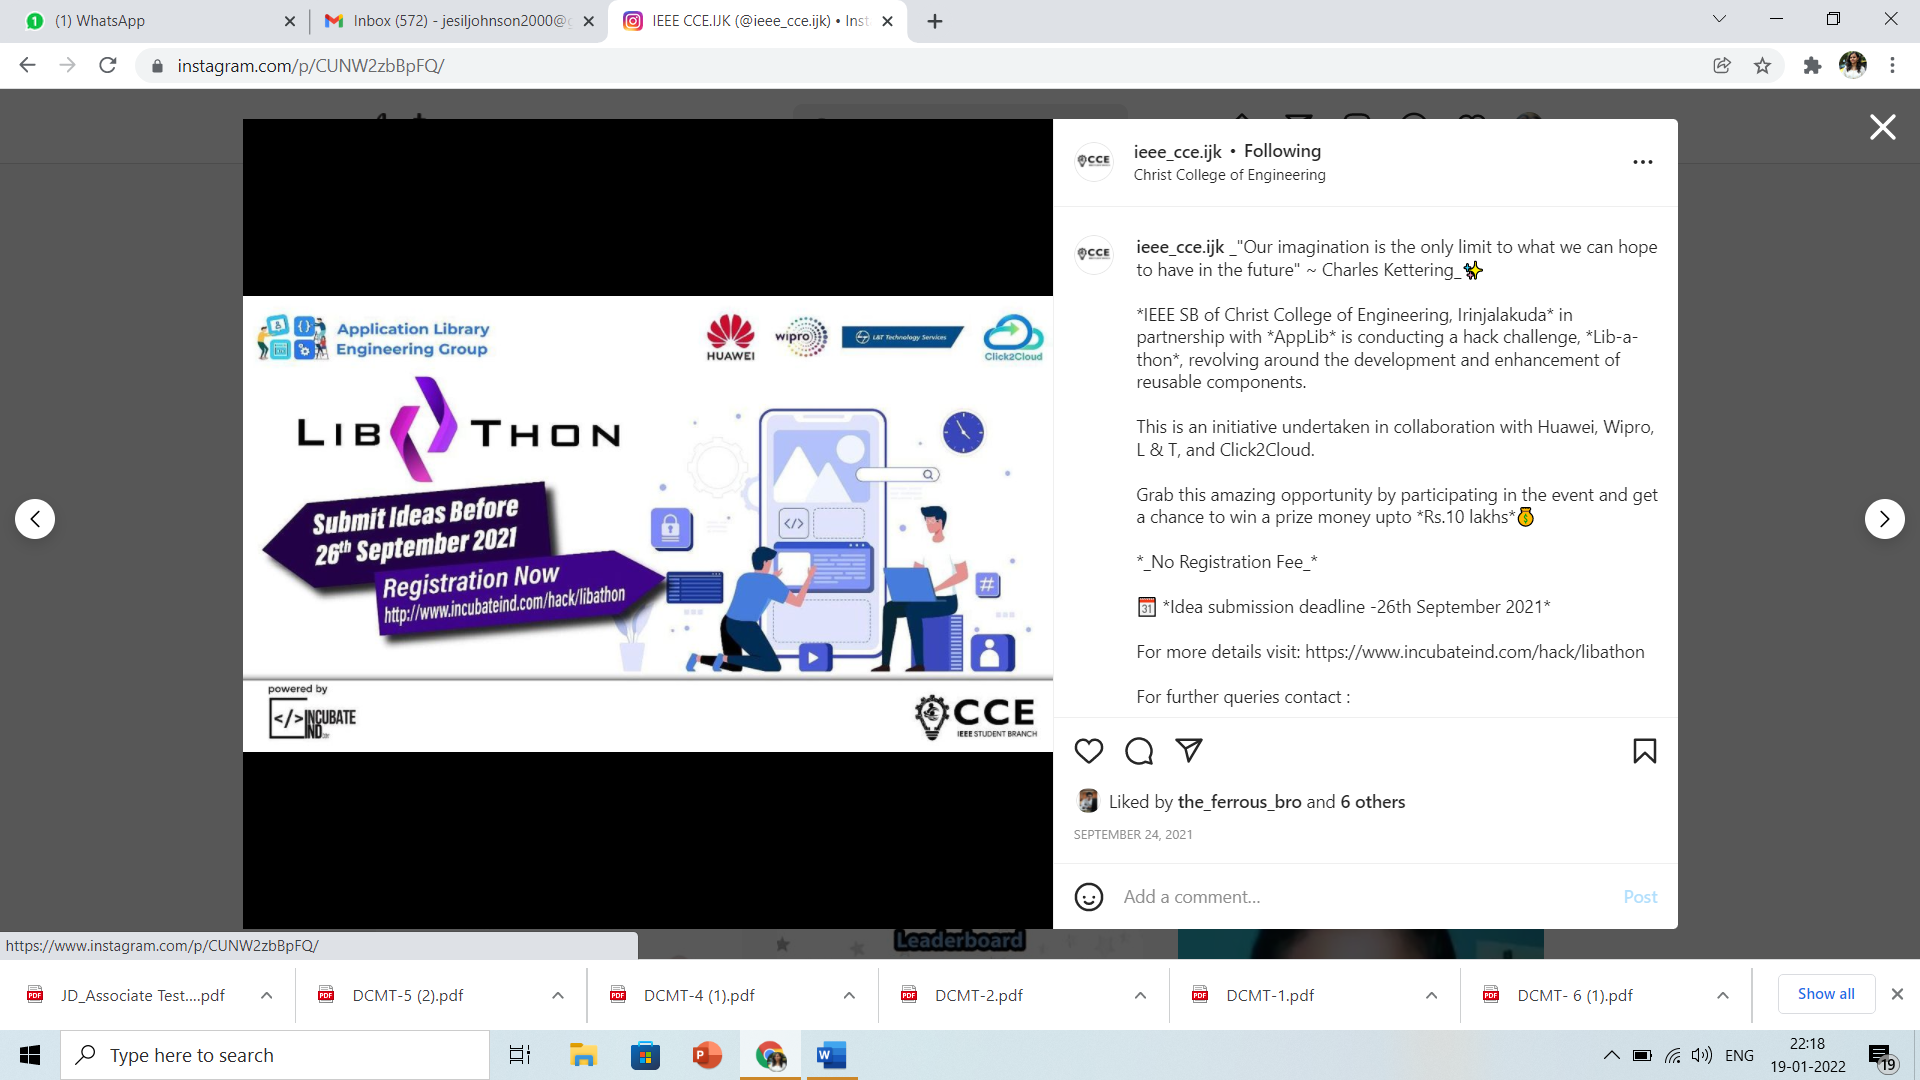 (1) WhatsApp
Inbox (572) - jesiljohnson2000@g
IEEE CCE.IJK (@ieee_cce.ijk) • Inst
instagram.com/p/CUNW2zbBpFQ/
Application Library
Engineering Group
HUAWEI
wipro
L&T Technology Services
Click2Cloud
LIB THON
Submit Ideas Before
26th September 2021
Registration Now
http://www.incubateind.com/hack/libathon
powered by
</>INCUBATE
IND
CCE
IEEE STUDENT BRANCH
CCE
ieee_cce.ijk • Following
Christ College of Engineering
CCE
ieee_cce.ijk _"Our imagination is the only limit to what we can hope
to have in the future" ~ Charles Kettering_✨
*IEEE SB of Christ College of Engineering, Irinjalakuda* in
partnership with *AppLib* is conducting a hack challenge, *Lib-a-
thon*, revolving around the development and enhancement of
reusable components.
This is an initiative undertaken in collaboration with Huawei, Wipro,
L & T, and Click2Cloud.
Grab this amazing opportunity by participating in the event and get
a chance to win a prize money upto *Rs.10 lakhs*💰
*_No Registration Fee_*
📅 *Idea submission deadline -26th September 2021*
For more details visit: https://www.incubateind.com/hack/libathon
For further queries contact :
Liked by the_ferrous_bro and 6 others
SEPTEMBER 24, 2021
Add a comment...
Post
Leaderboard
https://www.instagram.com/p/CUNW2zbBpFQ/
JD_Associate Test....pdf
DCMT-5 (2).pdf
DCMT-4 (1).pdf
DCMT-2.pdf
DCMT-1.pdf
DCMT- 6 (1).pdf
Show all
Type here to search
ENG
22:18
19-01-2022
19